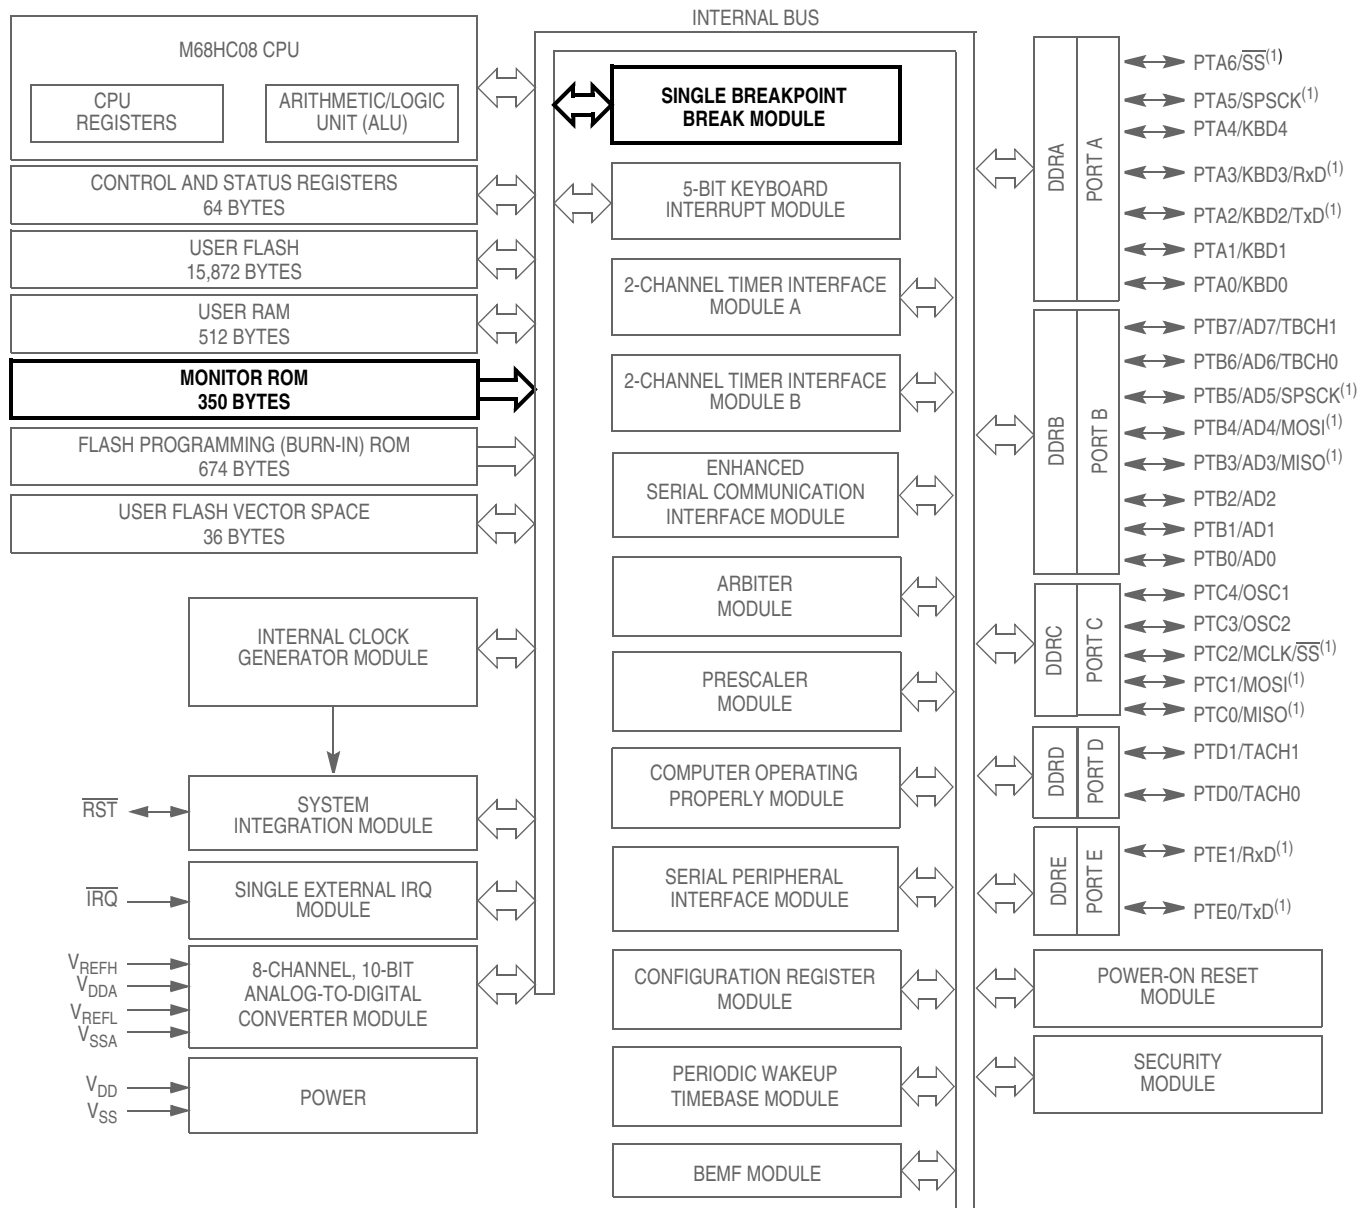 INTERNAL BUS
M68HC08 CPU
CPU
REGISTERS
ARITHMETIC/LOGIC
UNIT (ALU)
CONTROL AND STATUS REGISTERS
64 BYTES
USER FLASH
15,872 BYTES
USER RAM
512 BYTES
MONITOR ROM
350 BYTES
FLASH PROGRAMMING (BURN-IN) ROM
674 BYTES
USER FLASH VECTOR SPACE
36 BYTES
INTERNAL CLOCK
GENERATOR MODULE
RST
SYSTEM
INTEGRATION MODULE
IRQ
SINGLE EXTERNAL IRQ
MODULE
VREFH
VDDA
VREFL
VSSA
8-CHANNEL, 10-BIT
ANALOG-TO-DIGITAL
CONVERTER MODULE
VDD
VSS
POWER
SINGLE BREAKPOINT
BREAK MODULE
5-BIT KEYBOARD
INTERRUPT MODULE
2-CHANNEL TIMER INTERFACE
MODULE A
2-CHANNEL TIMER INTERFACE
MODULE B
ENHANCED
SERIAL COMMUNICATION
INTERFACE MODULE
ARBITER
MODULE
PRESCALER
MODULE
COMPUTER OPERATING
PROPERLY MODULE
SERIAL PERIPHERAL
INTERFACE MODULE
CONFIGURATION REGISTER
MODULE
PERIODIC WAKEUP
TIMEBASE MODULE
BEMF MODULE
DDRA
PORT A
PTA6/SS(1)
PTA5/SPSCK(1)
PTA4/KBD4
PTA3/KBD3/RxD(1)
PTA2/KBD2/TxD(1)
PTA1/KBD1
PTA0/KBD0
DDRB
PORT B
PTB7/AD7/TBCH1
PTB6/AD6/TBCH0
PTB5/AD5/SPSCK(1)
PTB4/AD4/MOSI(1)
PTB3/AD3/MISO(1)
PTB2/AD2
PTB1/AD1
PTB0/AD0
DDRC
PORT C
PTC4/OSC1
PTC3/OSC2
PTC2/MCLK/SS(1)
PTC1/MOSI(1)
PTC0/MISO(1)
DDRD
PORT D
PTD1/TACH1
PTD0/TACH0
DDRE
PORT E
PTE1/RxD(1)
PTE0/TxD(1)
POWER-ON RESET
MODULE
SECURITY
MODULE